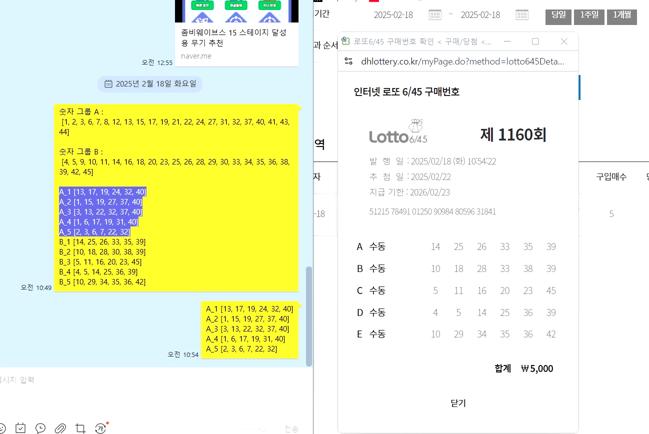 좀비웨이브스 15 스테이지 달성
용 무기 추천
naver.me
오전 12:55
2025년 2월 18일 화요일
숫자 그룹 A :
[1, 2, 3, 6, 7, 8, 12, 13, 15, 17, 19, 21, 22, 24, 27, 31, 32, 37, 40, 41, 43,
44]
숫자 그룹 B :
[4, 5, 9, 10, 11, 14, 16, 18, 20, 23, 25, 26, 28, 29, 30, 33, 34, 35, 36, 38,
39, 42, 45]
A_1 [13, 17, 19, 24, 32, 40]
A_2 [1, 15, 19, 27, 37, 40]
A_3 [3, 13, 22, 32, 37, 40]
A_4 [1, 6, 17, 19, 31, 40]
A_5 [2, 3, 6, 7, 22, 32]
B_1 [14, 25, 26, 33, 35, 39]
B_2 [10, 18, 28, 30, 38, 39]
B_3 [5, 11, 16, 20, 23, 45]
B_4 [4, 5, 14, 25, 36, 39]
B_5 [10, 29, 34, 35, 36, 42]
오전 10:49
A_1 [13, 17, 19, 24, 32, 40]
A_2 [1, 15, 19, 27, 37, 40]
A_3 [3, 13, 22, 32, 37, 40]
A_4 [1, 6, 17, 19, 31, 40]
A_5 [2, 3, 6, 7, 22, 32]
오전 10:54
시지 입력
전송
기간
2025-02-18 ~ 2025-02-18
당일 1주일 1개월
과 순서
로또6/45 구매번호 확인 < 구매/당첨 <...
dhlottery.co.kr/myPage.do?method=lotto645Deta...
인터넷 로또 6/45 구매번호
Lotto 6/45
제 1160회
발 행 일 : 2025/02/18 (화) 10:54:22
추 첨 일 : 2025/02/22
지급 기한 : 2026/02/23
51215 78491 01250 90984 80596 31841
A 수동 14 25 26 33 35 39
B 수동 10 18 28 33 38 39
C 수동 5 11 16 20 23 45
D 수동 4 5 14 25 36 39
E 수동 10 29 34 35 36 42
합계 ₩5,000
닫기
역
자
구입매수
-18
5